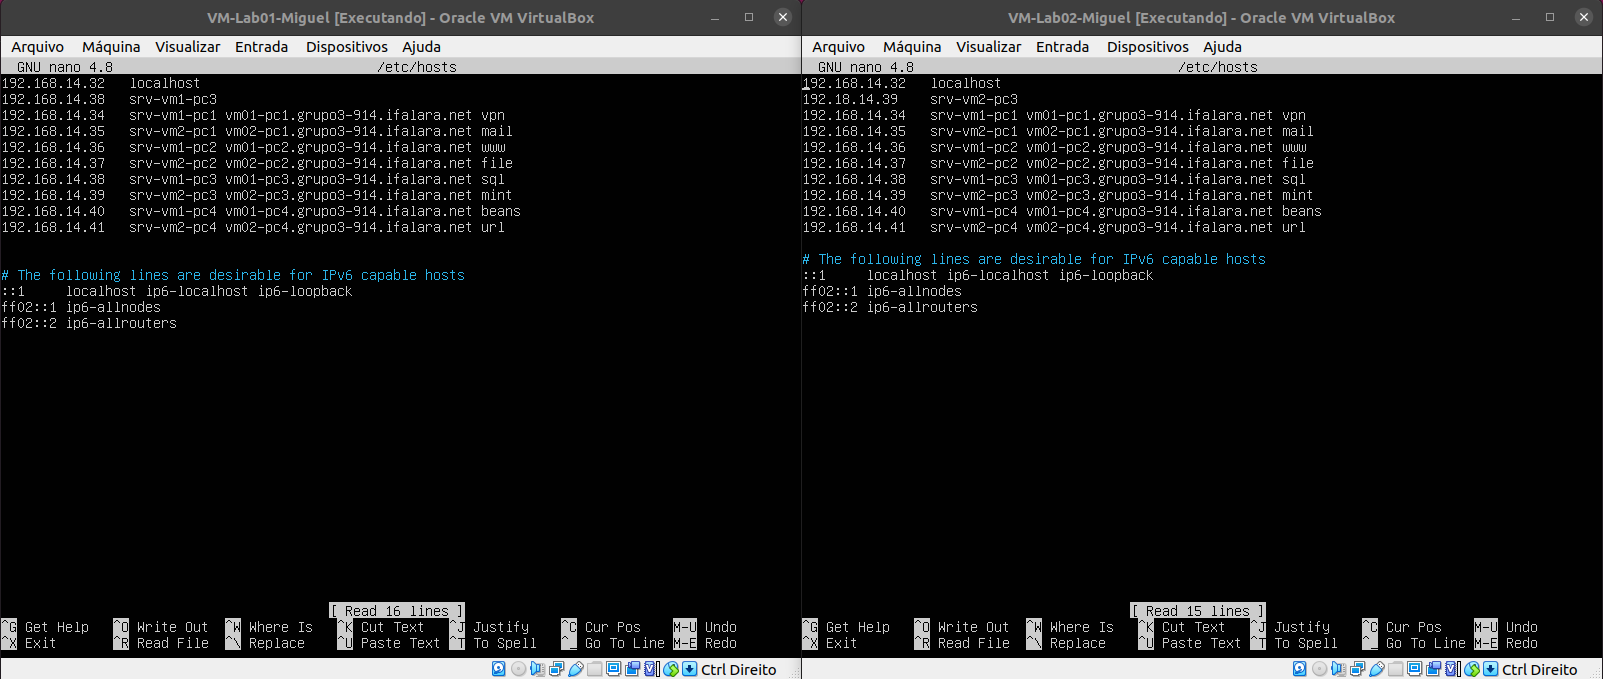 VM-Lab01-Miguel [Executando] - Oracle VM VirtualBox
Arquivo Máquina Visualizar Entrada Dispositivos Ajuda
GNU nano 4.8 /etc/hosts
192.168.14.32 localhost
192.168.14.38 srv-vm1-pc3
192.168.14.34 srv-vm1-pc1 vm01-pc1.grupo3-914.ifalara.net vpn
192.168.14.35 srv-vm2-pc1 vm02-pc1.grupo3-914.ifalara.net mail
192.168.14.36 srv-vm1-pc2 vm01-pc2.grupo3-914.ifalara.net www
192.168.14.37 srv-vm2-pc2 vm02-pc2.grupo3-914.ifalara.net file
192.168.14.38 srv-vm1-pc3 vm01-pc3.grupo3-914.ifalara.net sql
192.168.14.39 srv-vm2-pc3 vm02-pc3.grupo3-914.ifalara.net mint
192.168.14.40 srv-vm1-pc4 vm01-pc4.grupo3-914.ifalara.net beans
192.168.14.41 srv-vm2-pc4 vm02-pc4.grupo3-914.ifalara.net url
# The following lines are desirable for IPv6 capable hosts
::1 localhost ip6-localhost ip6-loopback
ff02::1 ip6-allnodes
ff02::2 ip6-allrouters
[ Read 16 lines ]
^G Get Help ^O Write Out ^W Where Is ^K Cut Text ^J Justify ^C Cur Pos M-U Undo
^X Exit ^R Read File ^\ Replace ^U Paste Text ^T To Spell ^_ Go To Line M-E Redo
Ctrl Direito
VM-Lab02-Miguel [Executando] - Oracle VM VirtualBox
Arquivo Máquina Visualizar Entrada Dispositivos Ajuda
GNU nano 4.8 /etc/hosts
192.168.14.32 localhost
192.18.14.39 srv-vm2-pc3
192.168.14.34 srv-vm1-pc1 vm01-pc1.grupo3-914.ifalara.net vpn
192.168.14.35 srv-vm2-pc1 vm02-pc1.grupo3-914.ifalara.net mail
192.168.14.36 srv-vm1-pc2 vm01-pc2.grupo3-914.ifalara.net www
192.168.14.37 srv-vm2-pc2 vm02-pc2.grupo3-914.ifalara.net file
192.168.14.38 srv-vm1-pc3 vm01-pc3.grupo3-914.ifalara.net sql
192.168.14.39 srv-vm2-pc3 vm02-pc3.grupo3-914.ifalara.net mint
192.168.14.40 srv-vm1-pc4 vm01-pc4.grupo3-914.ifalara.net beans
192.168.14.41 srv-vm2-pc4 vm02-pc4.grupo3-914.ifalara.net url
# The following lines are desirable for IPv6 capable hosts
::1 localhost ip6-localhost ip6-loopback
ff02::1 ip6-allnodes
ff02::2 ip6-allrouters
[ Read 15 lines ]
^G Get Help ^O Write Out ^W Where Is ^K Cut Text ^J Justify ^C Cur Pos M-U Undo
^X Exit ^R Read File ^\ Replace ^U Paste Text ^T To Spell ^_ Go To Line M-E Redo
Ctrl Direito